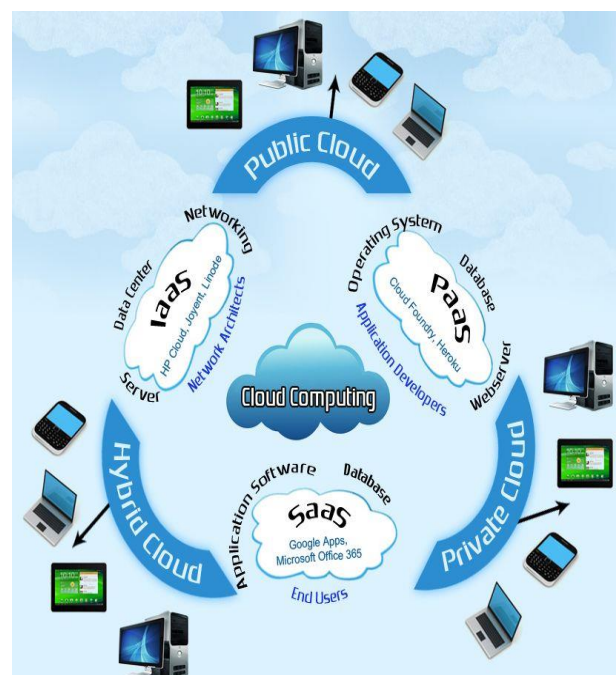 Public Cloud
Networking
Data Center
Server
IaaS
HP Cloud, Joyent, Linode
Network Architects
Operating System
Database
Webserver
PaaS
Cloud Foundry, Heroku
Application Developers
Cloud Computing
Hybrid Cloud
Private Cloud
Application Software
Database
SaaS
Google Apps,
Microsoft Office 365
End Users